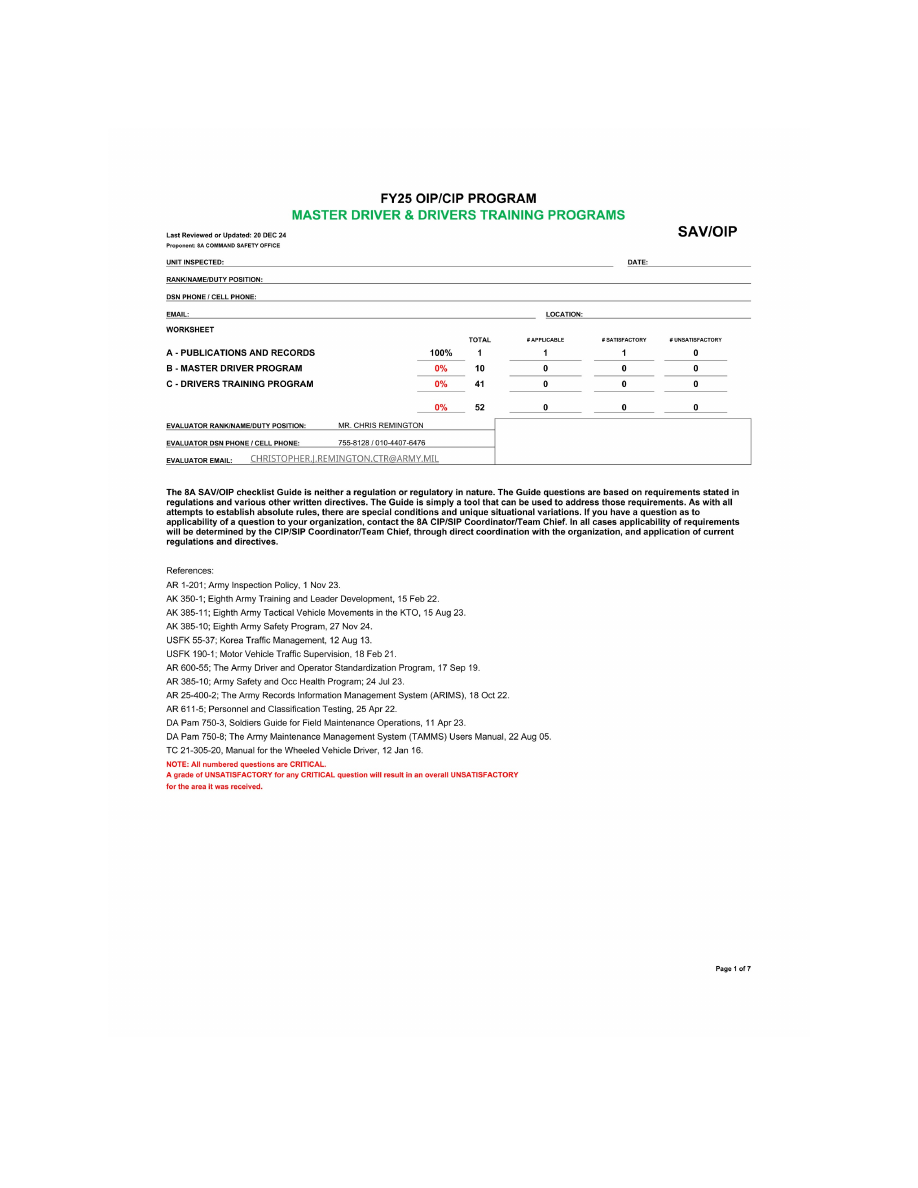 FY25 OIP/CIP PROGRAM
MASTER DRIVER & DRIVERS TRAINING PROGRAMS
SAV/OIP
Last Reviewed or Updated: 20 DEC 24
Proponent: 8A COMMAND SAFETY OFFICE
UNIT INSPECTED: DATE:
RANK/NAME/DUTY POSITION:
DSN PHONE / CELL PHONE:
EMAIL: LOCATION:
WORKSHEET
TOTAL # APPLICABLE # SATISFACTORY # UNSATISFACTORY
A - PUBLICATIONS AND RECORDS 100% 1 1 1 0
B - MASTER DRIVER PROGRAM 0% 10 0 0 0
C - DRIVERS TRAINING PROGRAM 0% 41 0 0 0
0% 52 0 0 0
EVALUATOR RANK/NAME/DUTY POSITION: MR. CHRIS REMINGTON
EVALUATOR DSN PHONE / CELL PHONE: 755-8128 / 010-4407-6476
EVALUATOR EMAIL: CHRISTOPHER.J.REMINGTON.CTR@ARMY.MIL
The 8A SAV/OIP checklist Guide is neither a regulation or regulatory in nature. The Guide questions are based on requirements stated in
regulations and various other written directives. The Guide is simply a tool that can be used to address those requirements. As with all
attempts to establish absolute rules, there are special conditions and unique situational variations. If you have a question as to
applicability of a question to your organization, contact the 8A CIP/SIP Coordinator/Team Chief. In all cases applicability of requirements
will be determined by the CIP/SIP Coordinator/Team Chief, through direct coordination with the organization, and application of current
regulations and directives.
References:
AR 1-201; Army Inspection Policy, 1 Nov 23.
AK 350-1; Eighth Army Training and Leader Development, 15 Feb 22.
AK 385-11; Eighth Army Tactical Vehicle Movements in the KTO, 15 Aug 23.
AK 385-10; Eighth Army Safety Program, 27 Nov 24.
USFK 55-37; Korea Traffic Management, 12 Aug 13.
USFK 190-1; Motor Vehicle Traffic Supervision, 18 Feb 21.
AR 600-55; The Army Driver and Operator Standardization Program, 17 Sep 19.
AR 385-10; Army Safety and Occ Health Program; 24 Jul 23.
AR 25-400-2; The Army Records Information Management System (ARIMS), 18 Oct 22.
AR 611-5; Personnel and Classification Testing, 25 Apr 22.
DA Pam 750-3, Soldiers Guide for Field Maintenance Operations, 11 Apr 23.
DA Pam 750-8; The Army Maintenance Management System (TAMMS) Users Manual, 22 Aug 05.
TC 21-305-20, Manual for the Wheeled Vehicle Driver, 12 Jan 16.
NOTE: All numbered questions are CRITICAL.
A grade of UNSATISFACTORY for any CRITICAL question will result in an overall UNSATISFACTORY
for the area it was received.
Page 1 of 7